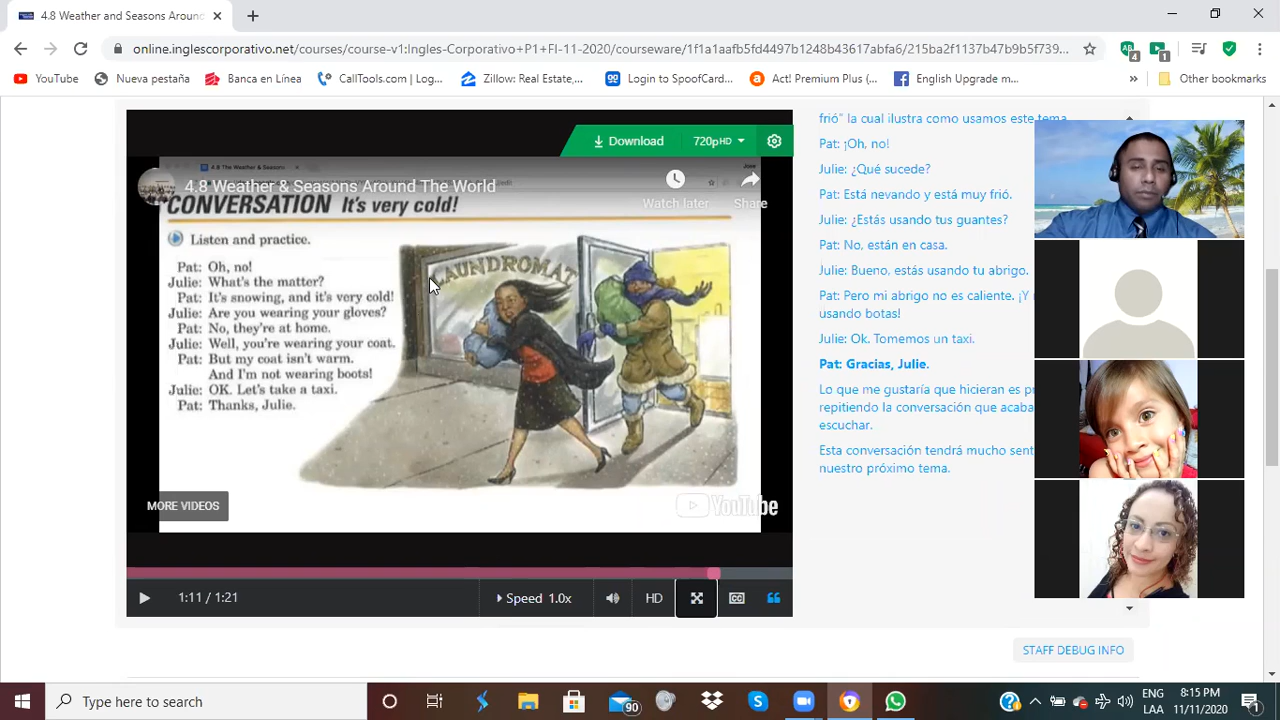 4.8 Weather and Seasons Around
online.inglescorporativo.net/courses/course-v1:Ingles-Corporativo+P1+FI-11-2020/courseware/1f1a1aafb5fd4497b1248b43617abfa6/215ba2f1137b47b9b5f739...
4
1
YouTube
Nueva pestaña
Banca en Línea
CallTools.com | Log...
Zillow: Real Estate,...
Login to SpoofCard...
Act! Premium Plus (...
English Upgrade m...
»
Other bookmarks
Download
720pHD
4.8 The Weather & Seasons
4.8 Weather & Seasons Around The World
Watch later
Share
CONVERSATION It's very cold!
Listen and practice.
Pat: Oh, no!
Julie: What's the matter?
Pat: It's snowing, and it's very cold!
Julie: Are you wearing your gloves?
Pat: No, they're at home.
Julie: Well, you're wearing your coat.
Pat: But my coat isn't warm.
And I'm not wearing boots!
Julie: OK. Let's take a taxi.
Pat: Thanks, Julie.
LAUNDROMAT
MORE VIDEOS
YouTube
1:11 / 1:21
Speed 1.0x
HD
CC
frió" la cual ilustra como usamos este tema.
Pat: ¡Oh, no!
Julie: ¿Qué sucede?
Pat: Está nevando y está muy frió.
Julie: ¿Estás usando tus guantes?
Pat: No, están en casa.
Julie: Bueno, estás usando tu abrigo.
Pat: Pero mi abrigo no es caliente. ¡Y
usando botas!
Julie: Ok. Tomemos un taxi.
Pat: Gracias, Julie.
Lo que me gustaría que hicieran es
repitiendo la conversación que acaba
escuchar.
Esta conversación tendrá mucho sent
nuestro próximo tema.
STAFF DEBUG INFO
Type here to search
90
ENG
LAA
8:15 PM
11/11/2020
1